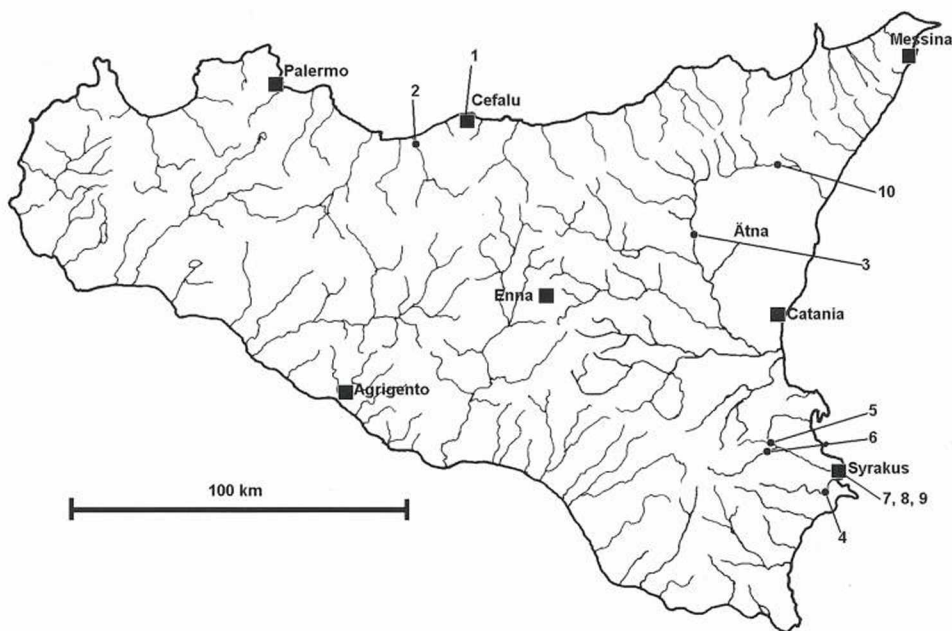 Messina
1
Palermo
2
Cefalu
10
Ätna
3
Enna
Catania
Agrigento
5
6
Syrakus
100 km
7, 8, 9
4